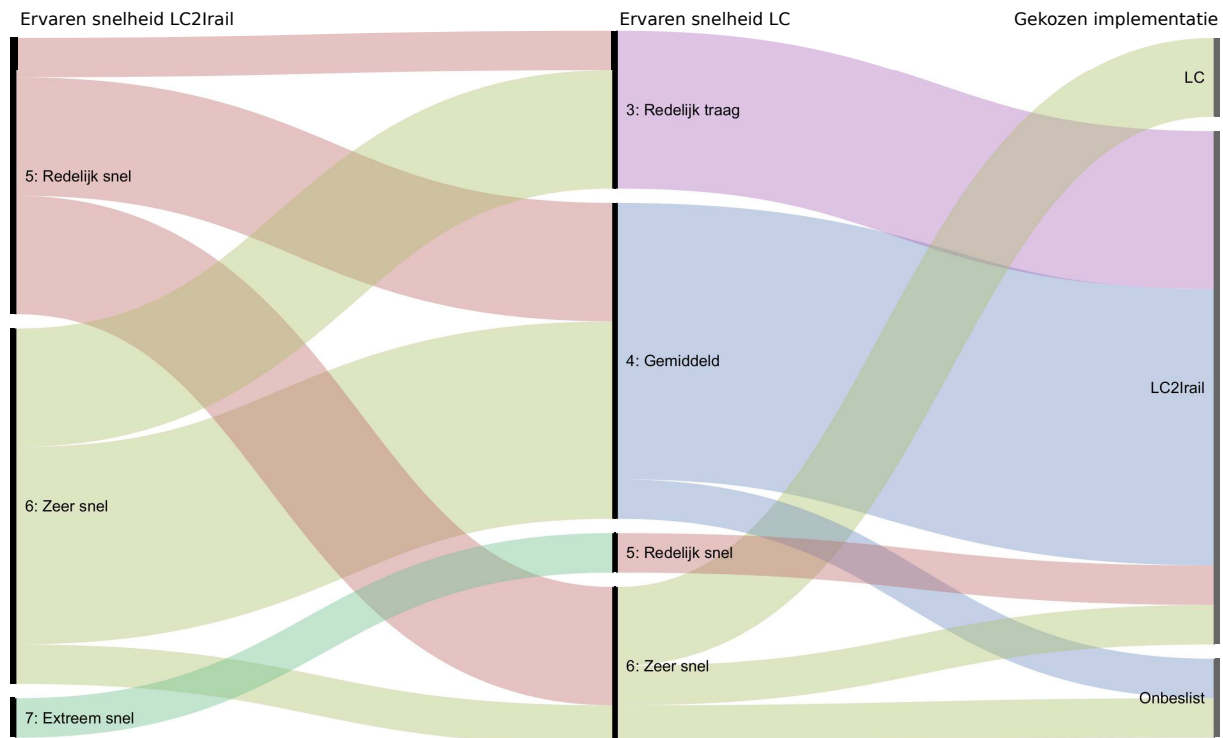 Ervaren snelheid LC2Irail
Ervaren snelheid LC
Gekozen implementatie
5: Redelijk snel
6: Zeer snel
7: Extreem snel
3: Redelijk traag
4: Gemiddeld
5: Redelijk snel
6: Zeer snel
LC
LC2Irail
Onbeslist